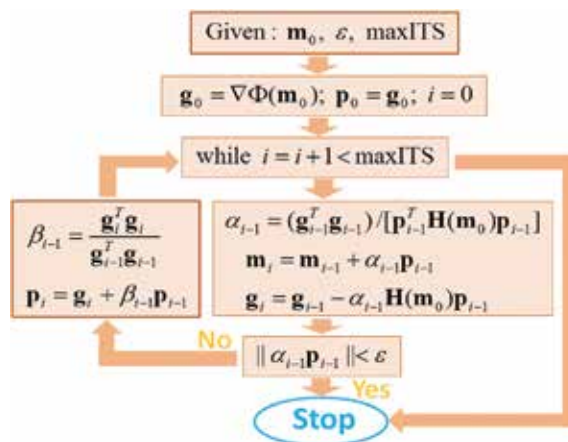 Given : m₀, ε, maxITS
g₀ = ∇Φ(m₀); p₀ = g₀; i = 0
while i = i + 1 < maxITS
β_{i-1} = \frac{g_i^T g_i}{g_{i-1}^T g_{i-1}}
p_i = g_i + β_{i-1} p_{i-1}
α_{i-1} = (g_{i-1}^T g_{i-1}) / [p_{i-1}^T H(m₀) p_{i-1}]
m_i = m_{i-1} + α_{i-1} p_{i-1}
g_i = g_{i-1} − α_{i-1} H(m₀) p_{i-1}
No
|| α_{i-1} p_{i-1} || < ε
Yes
Stop